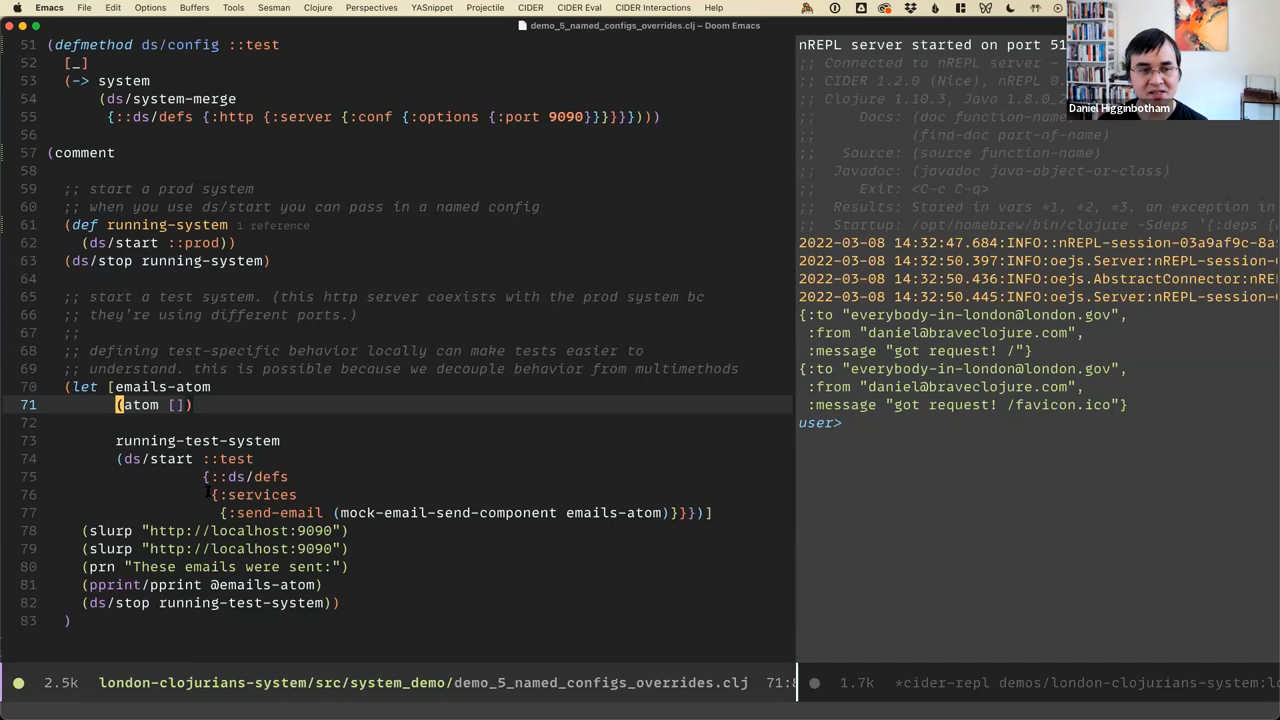 Emacs File Edit Options Buffers Tools Seman Clojure Perspectives YASnippet Projectile CIDER CIDER Eval CIDER Interactions Help
demo_5_named_configs_overrides.clj – Doom Emacs
51 (defmethod ds/config ::test
52 [_]
53 (-> system
54 (ds/system-merge
55 {::ds/defs {:http {:server {:conf {:options {:port 9090}}}}}})))
56
57 (comment
58
59 ;; start a prod system
60 ;; when you use ds/start you can pass in a named config
61 (def running-system 1 reference
62 (ds/start ::prod))
63 (ds/stop running-system)
64
65 ;; start a test system. (this http server coexists with the prod system bc
66 ;; they're using different ports.)
67 ;;
68 ;; defining test-specific behavior locally can make tests easier to
69 ;; understand. this is possible because we decouple behavior from multimethods
70 (let [emails-atom
71 (atom [])
72
73 running-test-system
74 (ds/start ::test
75 {::ds/defs
76 {:services
77 {:send-email (mock-email-send-component emails-atom)}}})]
78 (slurp "http://localhost:9090")
79 (slurp "http://localhost:9090")
80 (prn "These emails were sent:")
81 (pprint/pprint @emails-atom)
82 (ds/stop running-test-system))
83 )
2.5k london-clojurians-system/src/system_demo/demo_5_named_configs_overrides.clj 71:8
nREPL server started on port 51
;; Connected to nREPL server -
;; CIDER 1.2.0 (Nice), nREPL 0.
;; Clojure 1.10.3, Java 1.8.0_2
;; Docs: (doc function-name)
;; (find-doc part-of-name)
;; Source: (source function-name)
;; Javadoc: (javadoc java-object-or-class)
;; Exit: <C-c C-q>
;; Results: Stored in vars *1, *2, *3, an exception in
;; Startup: /opt/homebrew/bin/clojure -Sdeps '{:deps {
2022-03-08 14:32:47.684:INFO::nREPL-session-03a9af9c-8a
2022-03-08 14:32:50.397:INFO:oejs.Server:nREPL-session-
2022-03-08 14:32:50.436:INFO:oejs.AbstractConnector:nRE
2022-03-08 14:32:50.445:INFO:oejs.Server:nREPL-session-
{:to "everybody-in-london@london.gov",
:from "daniel@braveclojure.com",
:message "got request! /"}
{:to "everybody-in-london@london.gov",
:from "daniel@braveclojure.com",
:message "got request! /favicon.ico"}
user>
1.7k *cider-repl demos/london-clojurians-system:lo
Daniel Higginbotham